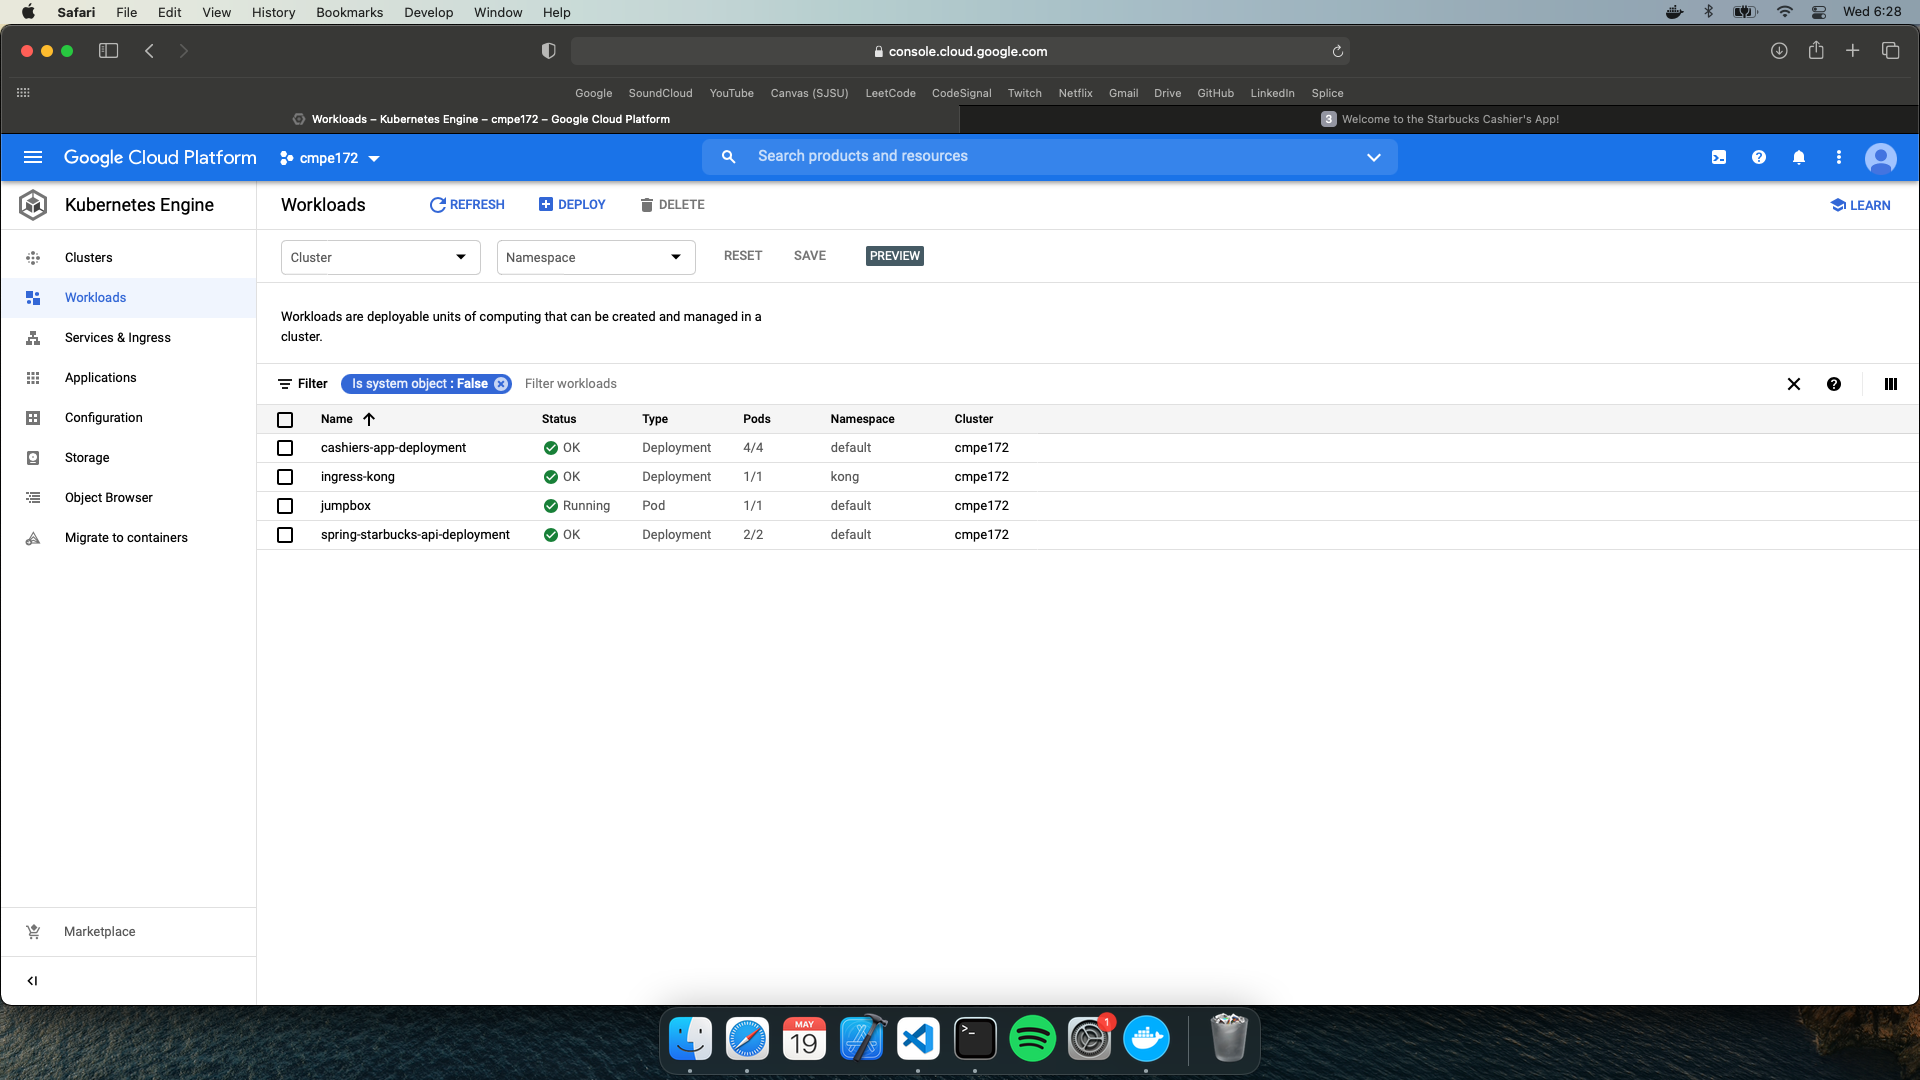 Safari File Edit View History Bookmarks Develop Window Help Wed 6:28
console.cloud.google.com
Google SoundCloud YouTube Canvas (SJSU) LeetCode CodeSignal Twitch Netflix Gmail Drive GitHub LinkedIn Splice
Workloads – Kubernetes Engine – cmpe172 – Google Cloud Platform 3 Welcome to the Starbucks Cashier's App!
Google Cloud Platform cmpe172 Search products and resources
Kubernetes Engine Workloads REFRESH DEPLOY DELETE LEARN
Clusters
Workloads
Services & Ingress
Applications
Configuration
Storage
Object Browser
Migrate to containers
Marketplace
Cluster Namespace RESET SAVE PREVIEW
Workloads are deployable units of computing that can be created and managed in a
cluster.
Filter Is system object : False Filter workloads
Name Status Type Pods Namespace Cluster
cashiers-app-deployment OK Deployment 4/4 default cmpe172
ingress-kong OK Deployment 1/1 kong cmpe172
jumpbox Running Pod 1/1 default cmpe172
spring-starbucks-api-deployment OK Deployment 2/2 default cmpe172
MAY
19
1